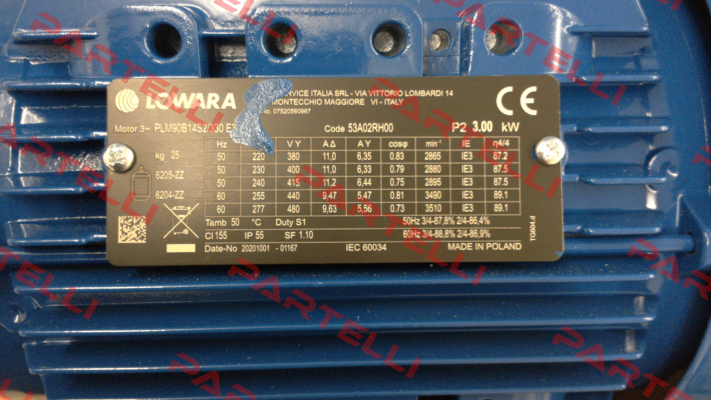 LOWARA
RVICE ITALIA SRL - VIA VITTORIO LOMBARDI 14
MONTECCHIO MAGGIORE VI - ITALY
No. 07520560967
CE
Motor 3~ PLM90B14S2/330 E3 Code 53A02RH00 P2 3.00 kW
Hz V Δ V Y A Δ A Y cosφ min⁻¹ IE η4/4
kg 25 50 220 380 11,0 6,35 0.83 2865 IE3 87.2
50 230 400 11,0 6,33 0.79 2880 IE3 87.5
6205-ZZ 50 240 415 11,2 6,44 0.75 2895 IE3 87.5
6204-ZZ 60 255 440 9,47 5,47 0.81 3490 IE3 89.1
60 277 480 9,63 5,56 0.73 3510 IE3 89.1
Tamb 50 °C Duty S1 50Hz 3/4-87,8% 2/4-86,4%
Cl 155 IP 55 SF 1.10 60Hz 3/4-88,8% 2/4-86,9%
Date-No 20201001 - 01167 IEC 60034 MADE IN POLAND
TG804.d
PARTELLI
PARTELLI
PARTELLI
PARTELLI
PARTELLI